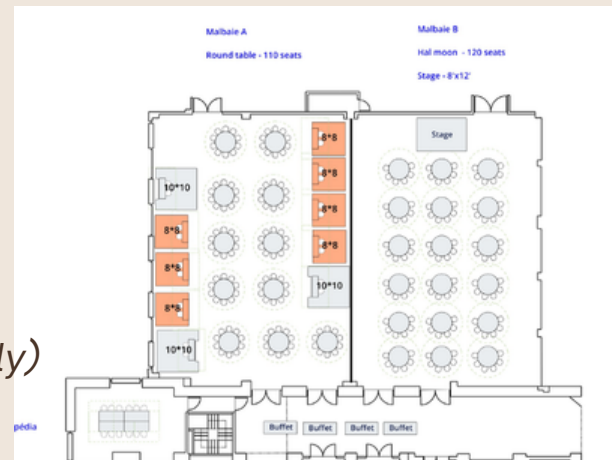 Malbaie A
Round table - 110 seats
Malbaie B
Hal moon - 120 seats
Stage - 8'x12'
Stage
8*8
8*8
8*8
8*8
10*10
10*10
8*8
8*8
8*8
10*10
ly)
pédia
Buffet
Buffet
Buffet
Buffet